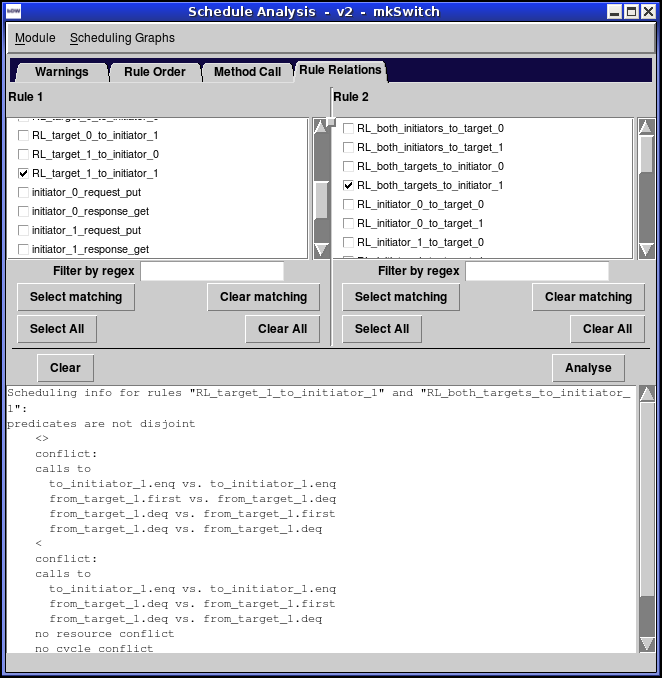 Schedule Analysis - v2 - mkSwitch
Module Scheduling Graphs
Warnings Rule Order Method Call Rule Relations
Rule 1 Rule 2
RL_target_0_to_initiator_1
RL_target_1_to_initiator_0
RL_target_1_to_initiator_1
initiator_0_request_put
initiator_0_response_get
initiator_1_request_put
initiator_1_response_get
RL_both_initiators_to_target_0
RL_both_initiators_to_target_1
RL_both_targets_to_initiator_0
RL_both_targets_to_initiator_1
RL_initiator_0_to_target_0
RL_initiator_0_to_target_1
RL_initiator_1_to_target_0
Filter by regex Filter by regex
Select matching Clear matching Select matching Clear matching
Select All Clear All Select All Clear All
Clear Analyse
Scheduling info for rules "RL_target_1_to_initiator_1" and "RL_both_targets_to_initiator_
1":
predicates are not disjoint
<>
conflict:
calls to
to_initiator_1.enq vs. to_initiator_1.enq
from_target_1.first vs. from_target_1.deq
from_target_1.deq vs. from_target_1.first
from_target_1.deq vs. from_target_1.deq
<
conflict:
calls to
to_initiator_1.enq vs. to_initiator_1.enq
from_target_1.deq vs. from_target_1.first
from_target_1.deq vs. from_target_1.deq
no resource conflict
no cycle conflict